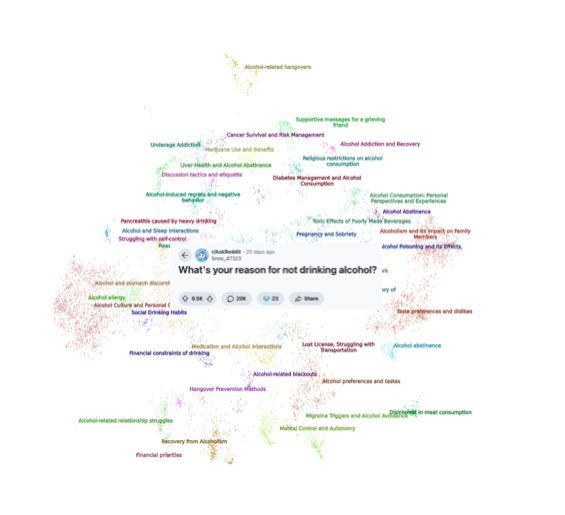 Alcohol-related hangovers
Supportive messages for a grieving
friend
Cancer Survival and Risk Management
Underage Addiction
Marijuana Use and Benefits
Alcohol Addiction and Recovery
Religious restrictions on alcohol
consumption
Liver Health and Alcohol Abstinence
Discussion tactics and etiquette
Diabetes Management and Alcohol
Consumption
Alcohol-induced regrets and negative
behavior
Alcohol Consumption: Personal
Perspectives and Experiences
Alcohol Abstinence
Pancreatitis caused by heavy drinking
Toxic Effects of Poorly Made Beverages
Alcohol and Sleep Interactions
Pregnancy and Sobriety
Alcoholism and its Impact on Family
Members
Struggling with self-control
Alcohol Poisoning and its Effects
r/AskReddit · 20 days ago
What's your reason for not drinking alcohol?
9.5K
20K
23
Share
Alcohol and stomach discomf
ory of
Alcohol allergy
Alcohol Culture and Personal C
Social Drinking Habits
Taste preferences and dislikes
Medication and Alcohol Interactions
Lost License, Struggling with
Transportation
Alcohol abstinence
Financial constraints of drinking
Alcohol-related blackouts
Alcohol preferences and tastes
Hangover Prevention Methods
Migraine Triggers and Alcohol Avoidance
Disinterest in meat consumption
Alcohol-related relationship struggles
Mental Control and Autonomy
Recovery from Alcoholism
Financial priorities